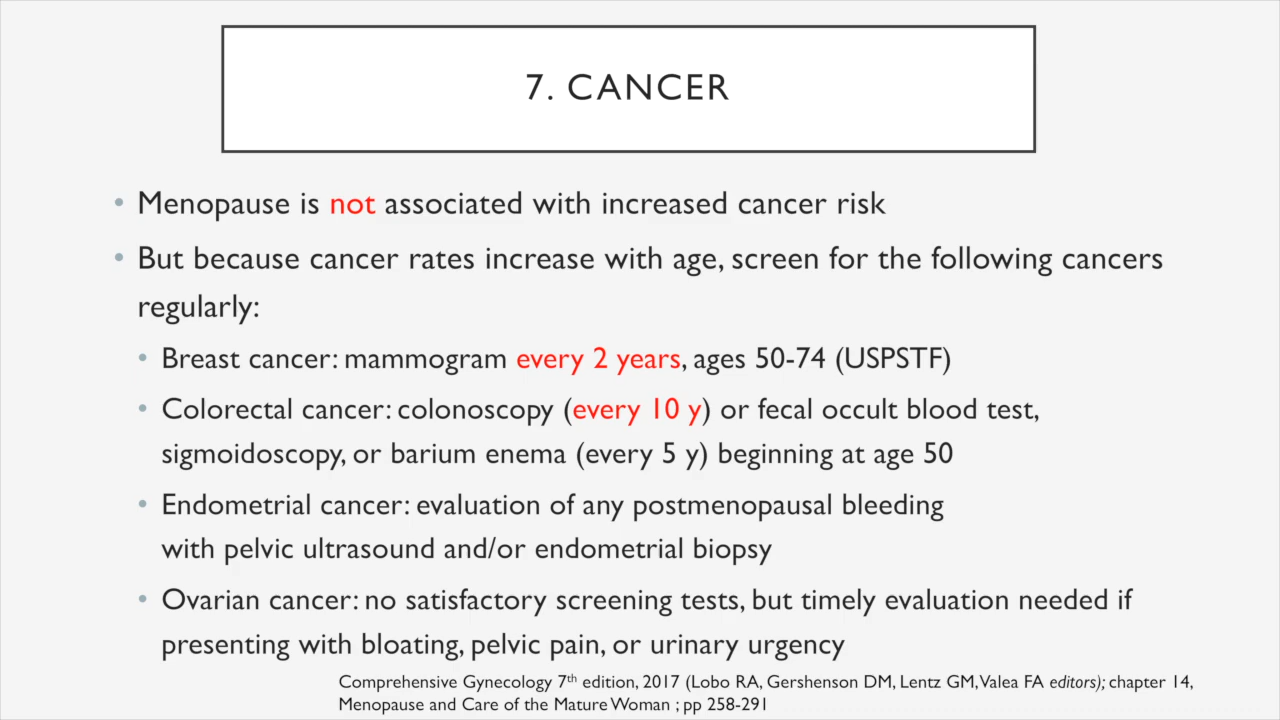 7. CANCER
• Menopause is not associated with increased cancer risk
• But because cancer rates increase with age, screen for the following cancers
regularly:
• Breast cancer: mammogram every 2 years, ages 50-74 (USPSTF)
• Colorectal cancer: colonoscopy (every 10 y) or fecal occult blood test,
sigmoidoscopy, or barium enema (every 5 y) beginning at age 50
• Endometrial cancer: evaluation of any postmenopausal bleeding
with pelvic ultrasound and/or endometrial biopsy
• Ovarian cancer: no satisfactory screening tests, but timely evaluation needed if
presenting with bloating, pelvic pain, or urinary urgency
Comprehensive Gynecology 7th edition, 2017 (Lobo RA, Gershenson DM, Lentz GM, Valea FA editors); chapter 14,
Menopause and Care of the Mature Woman ; pp 258-291